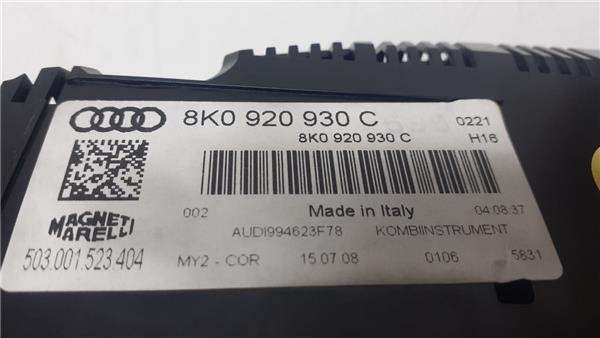 8K0 920 930 C
0221
8K0 920 930 C
H16
002
Made in Italy
04:08:37
MAGNETI
MARELLI
AUDI994623F78
KOMBIINSTRUMENT
503.001.523.404
MY2 - COR
15.07.08
0106
5831